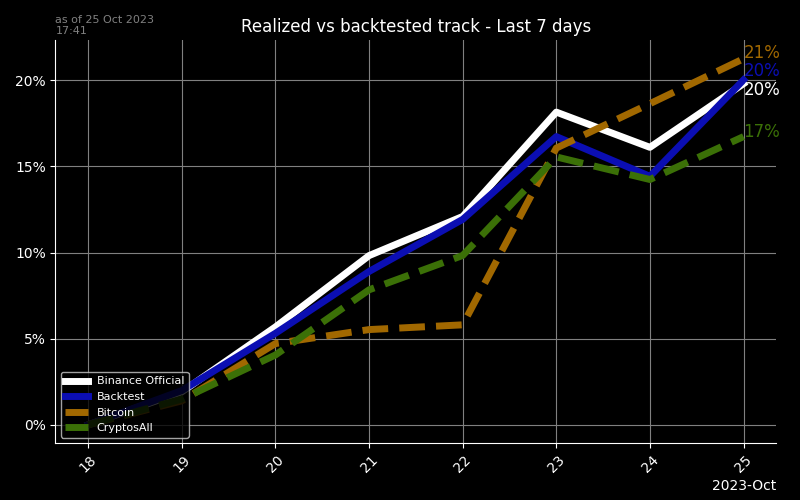 as of 25 Oct 2023
17:41
Realized vs backtested track - Last 7 days
21%
20%
20%
17%
20%
15%
10%
5%
0%
Binance Official
Backtest
Bitcoin
CryptosAll
18
19
20
21
22
23
24
25
2023-Oct